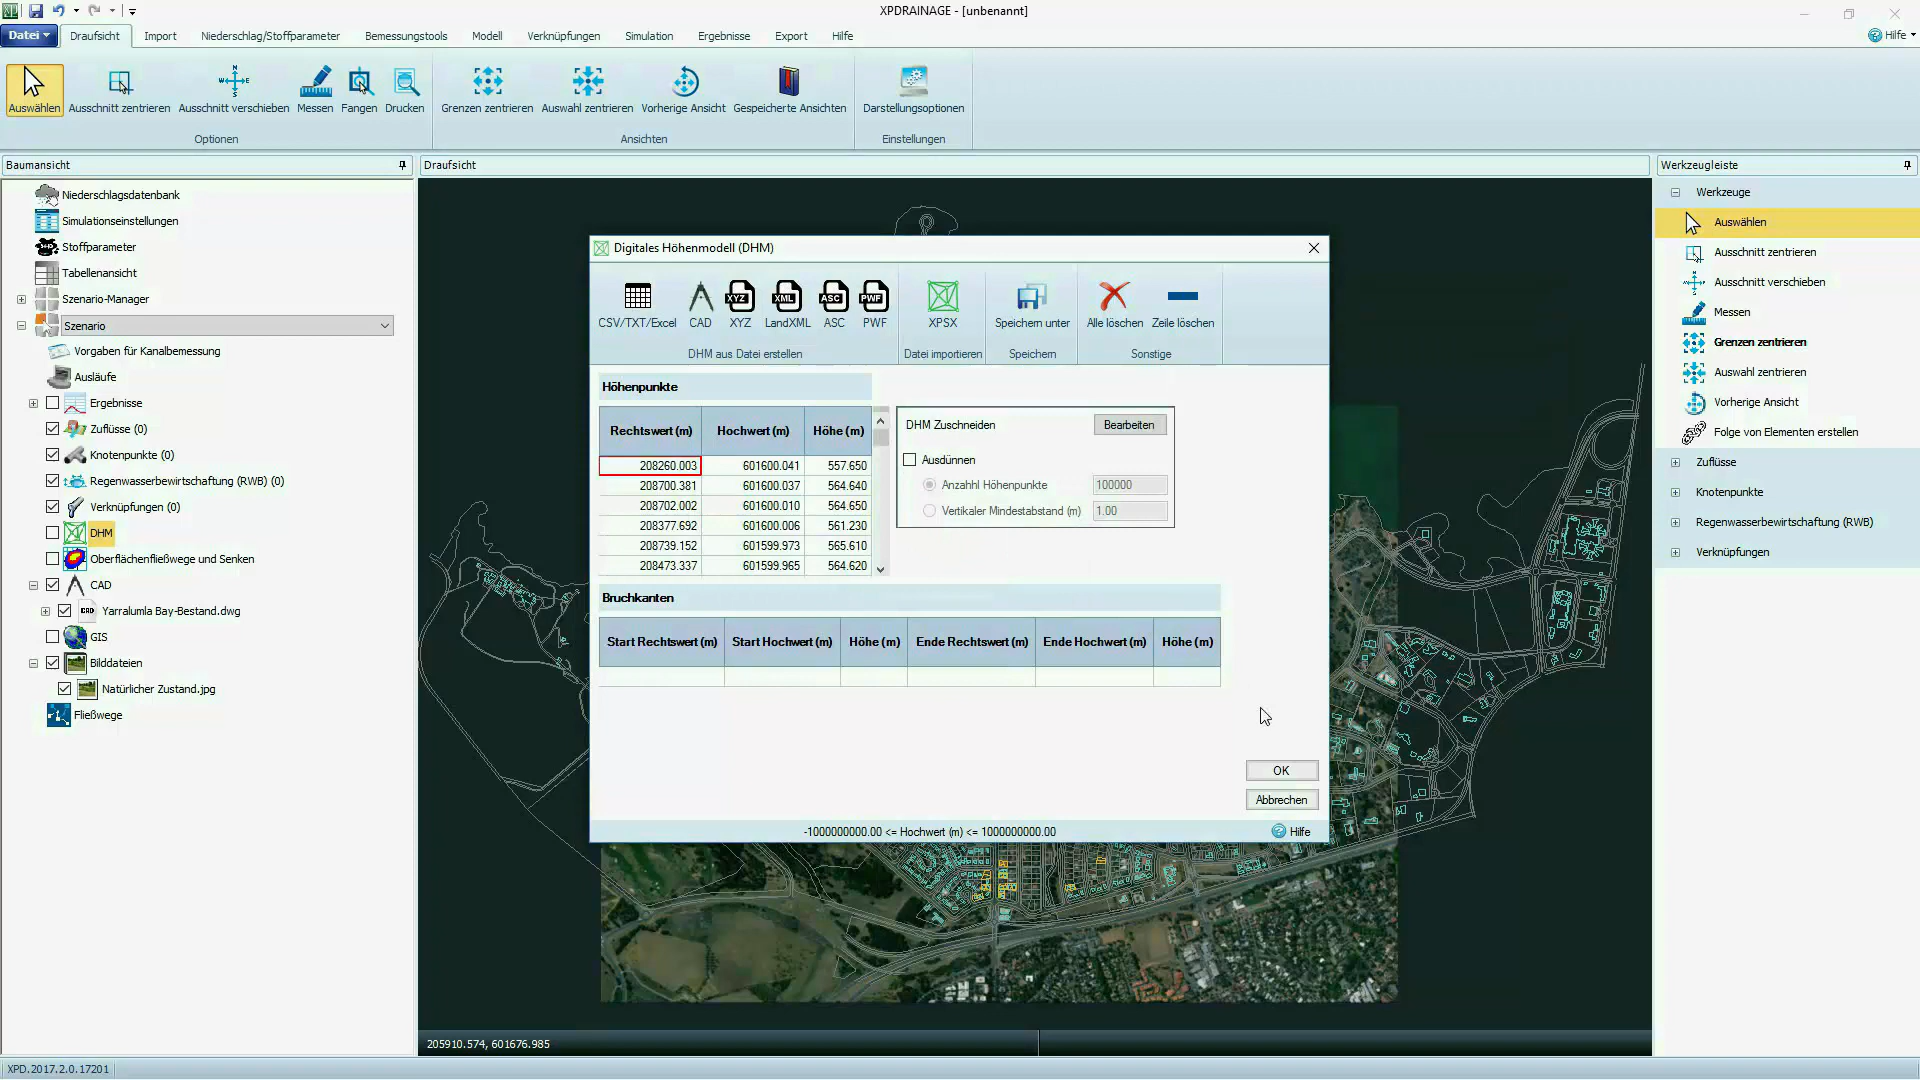 XPDRAINAGE - [unbenannt]
Datei
Draufsicht
Import
Niederschlag/Stoffparameter
Bemessungstools
Modell
Verknüpfungen
Simulation
Ergebnisse
Export
Hilfe
Hilfe
Auswählen
Ausschnitt zentrieren
Ausschnitt verschieben
Messen
Fangen
Drucken
Grenzen zentrieren
Auswahl zentrieren
Vorherige Ansicht
Gespeicherte Ansichten
Darstellungsoptionen
Optionen
Ansichten
Einstellungen
Baumansicht
Niederschlagsdatenbank
Simulationseinstellungen
Stoffparameter
Tabellenansicht
Szenario-Manager
Szenario
Vorgaben für Kanalbemessung
Ausläufe
Ergebnisse
Zuflüsse (0)
Knotenpunkte (0)
Regenwasserbewirtschaftung (RWB) (0)
Verknüpfungen (0)
DHM
Oberflächenfließwege und Senken
CAD
CAD Yarralumla Bay-Bestand.dwg
GIS
Bilddateien
Natürlicher Zustand.jpg
Fließwege
Draufsicht
Digitales Höhenmodell (DHM)
XYZ
XML
ASC
PWF
CSV/TXT/Excel
CAD
XYZ
LandXML
ASC
PWF
XPSX
Speichern unter
Alle löschen
Zeile löschen
DHM aus Datei erstellen
Datei importieren
Speichern
Sonstige
Höhenpunkte
Rechtswert (m) Hochwert (m) Höhe (m)
208260.003 601600.041 557.650
208700.381 601600.037 564.640
208702.002 601600.010 564.650
208377.692 601600.006 561.230
208739.152 601599.973 565.610
208473.337 601599.965 564.620
DHM Zuschneiden
Bearbeiten
Ausdünnen
Anzahhl Höhenpunkte 100000
Vertikaler Mindestabstand (m) 1.00
Bruchkanten
Start Rechtswert (m) Start Hochwert (m) Höhe (m) Ende Rechtswert (m) Ende Hochwert (m) Höhe (m)
OK
Abbrechen
-1000000000.00 <= Hochwert (m) <= 1000000000.00
Hilfe
205910.574, 601676.985
Werkzeugleiste
Werkzeuge
Auswählen
Ausschnitt zentrieren
Ausschnitt verschieben
Messen
Grenzen zentrieren
Auswahl zentrieren
Vorherige Ansicht
Folge von Elementen erstellen
Zuflüsse
Knotenpunkte
Regenwasserbewirtschaftung (RWB)
Verknüpfungen
XPD.2017.2.0.17201